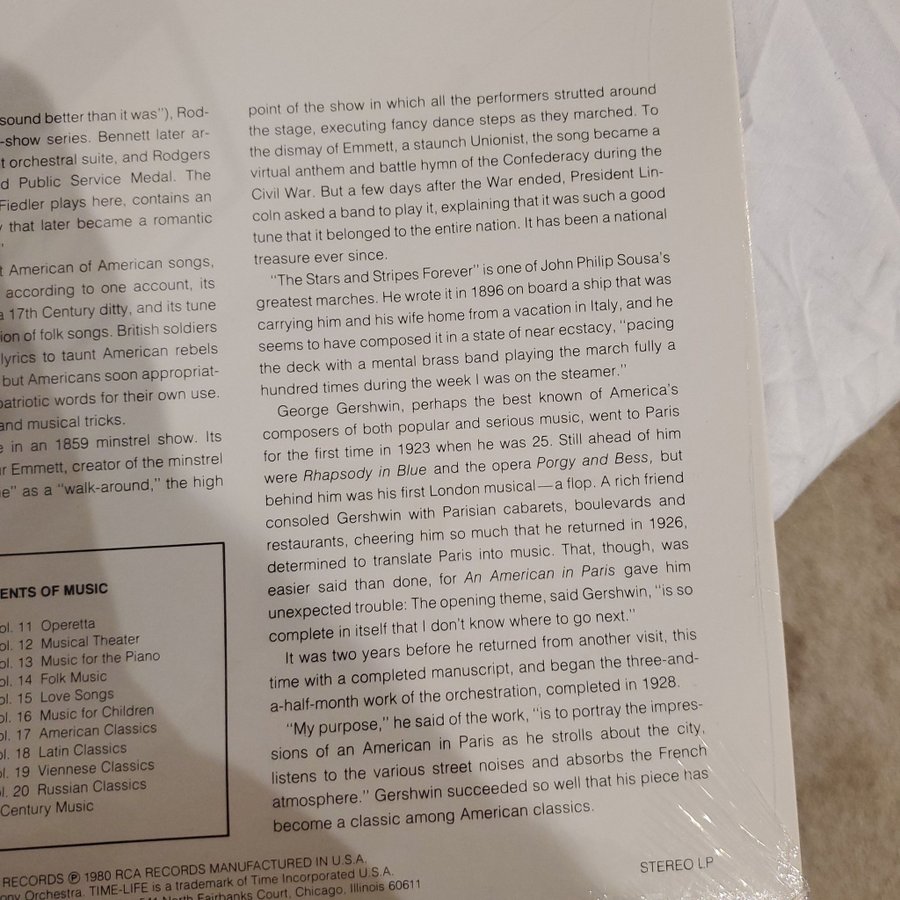 sound better than it was"), Rod-
-show series. Bennett later ar-
t orchestral suite, and Rodgers
d Public Service Medal. The
Fiedler plays here, contains an
y that later became a romantic
"
t American of American songs,
according to one account, its
a 17th Century ditty, and its tune
ion of folk songs. British soldiers
lyrics to taunt American rebels
but Americans soon appropriat-
patriotic words for their own use.
and musical tricks.
e in an 1859 minstrel show. Its
ur Emmett, creator of the minstrel
ie" as a "walk-around," the high
point of the show in which all the performers strutted around
the stage, executing fancy dance steps as they marched. To
the dismay of Emmett, a staunch Unionist, the song became a
virtual anthem and battle hymn of the Confederacy during the
Civil War. But a few days after the War ended, President Lin-
coln asked a band to play it, explaining that it was such a good
tune that it belonged to the entire nation. It has been a national
treasure ever since.
"The Stars and Stripes Forever" is one of John Philip Sousa's
greatest marches. He wrote it in 1896 on board a ship that was
carrying him and his wife home from a vacation in Italy, and he
seems to have composed it in a state of near ecstacy, "pacing
the deck with a mental brass band playing the march fully a
hundred times during the week I was on the steamer."
George Gershwin, perhaps the best known of America's
composers of both popular and serious music, went to Paris
for the first time in 1923 when he was 25. Still ahead of him
were Rhapsody in Blue and the opera Porgy and Bess, but
behind him was his first London musical—a flop. A rich friend
consoled Gershwin with Parisian cabarets, boulevards and
restaurants, cheering him so much that he returned in 1926,
determined to translate Paris into music. That, though, was
easier said than done, for An American in Paris gave him
unexpected trouble: The opening theme, said Gershwin, "is so
complete in itself that I don't know where to go next."
It was two years before he returned from another visit, this
time with a completed manuscript, and began the three-and-
a-half-month work of the orchestration, completed in 1928.
"My purpose," he said of the work, "is to portray the impres-
sions of an American in Paris as he strolls about the city,
listens to the various street noises and absorbs the French
atmosphere." Gershwin succeeded so well that his piece has
become a classic among American classics.
ENTS OF MUSIC
ol. 11 Operetta
ol. 12 Musical Theater
ol. 13 Music for the Piano
ol. 14 Folk Music
ol. 15 Love Songs
ol. 16 Music for Children
ol. 17 American Classics
ol. 18 Latin Classics
ol. 19 Viennese Classics
ol. 20 Russian Classics
Century Music
RECORDS ℗ 1980 RCA RECORDS MANUFACTURED IN U.S.A.
ony Orchestra. TIME-LIFE is a trademark of Time Incorporated U.S.A.
541 North Fairbanks Court, Chicago, Illinois 60611
STEREO LP